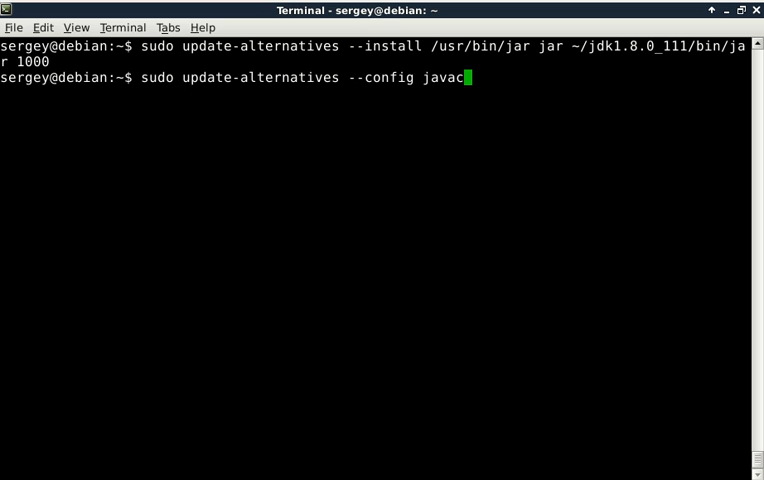 Terminal - sergey@debian: ~
File Edit View Terminal Tabs Help
sergey@debian:~$ sudo update-alternatives --install /usr/bin/jar jar ~/jdk1.8.0_111/bin/ja
r 1000
sergey@debian:~$ sudo update-alternatives --config javac